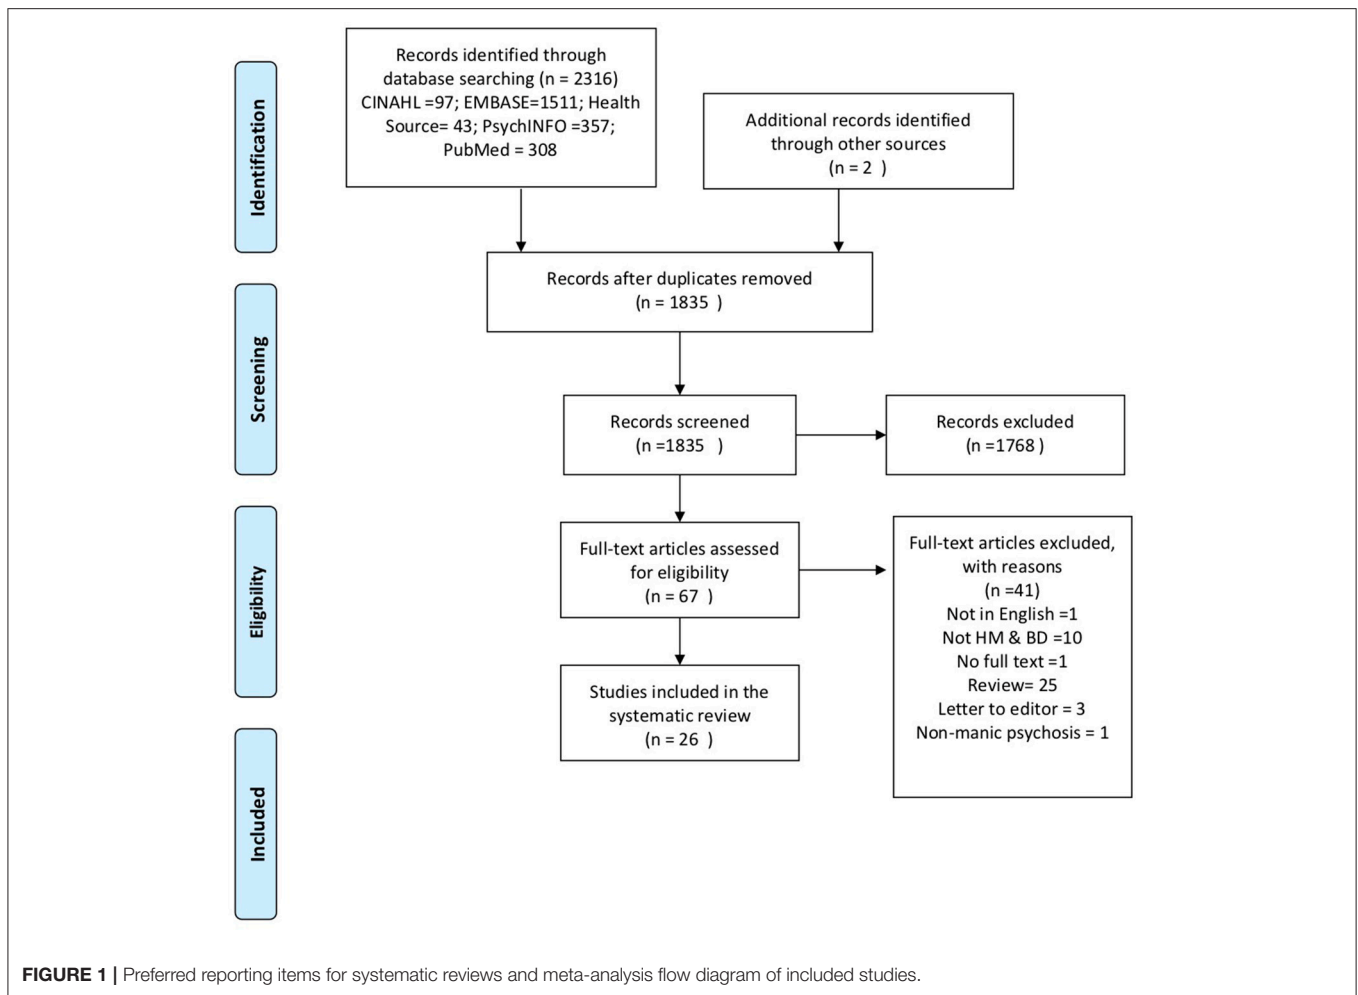 Identification
Records identified through
database searching (n = 2316)
CINAHL =97; EMBASE=1511; Health
Source= 43; PsychINFO =357;
PubMed = 308
Additional records identified
through other sources
(n = 2  )
Records after duplicates removed
(n = 1835  )
Screening
Records screened
(n =1835   )
Records excluded
(n =1768 )
Eligibility
Full-text articles assessed
for eligibility
(n = 67  )
Full-text articles excluded,
with reasons
(n =41)
Not in English =1
Not HM & BD =10
No full text =1
Review= 25
Letter to editor = 3
Non-manic psychosis = 1
Studies included in the
systematic review
(n = 26  )
Included
FIGURE 1 | Preferred reporting items for systematic reviews and meta-analysis flow diagram of included studies.